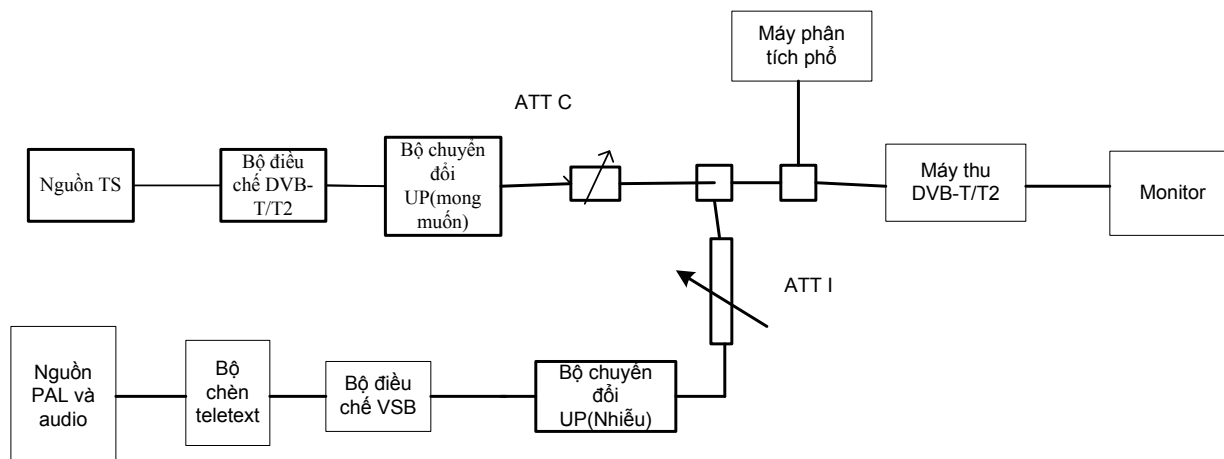 Máy phân
tích phổ
ATT C
Nguồn TS
Bộ điều
chế DVB-
T/T2
Bộ chuyển
đổi
UP(mong
muốn)
Máy thu
DVB-T/T2
Monitor
ATT I
Nguồn
PAL và
audio
Bộ
chèn
teletext
Bộ điều
chế VSB
Bộ chuyển
đổi
UP(Nhiễu)